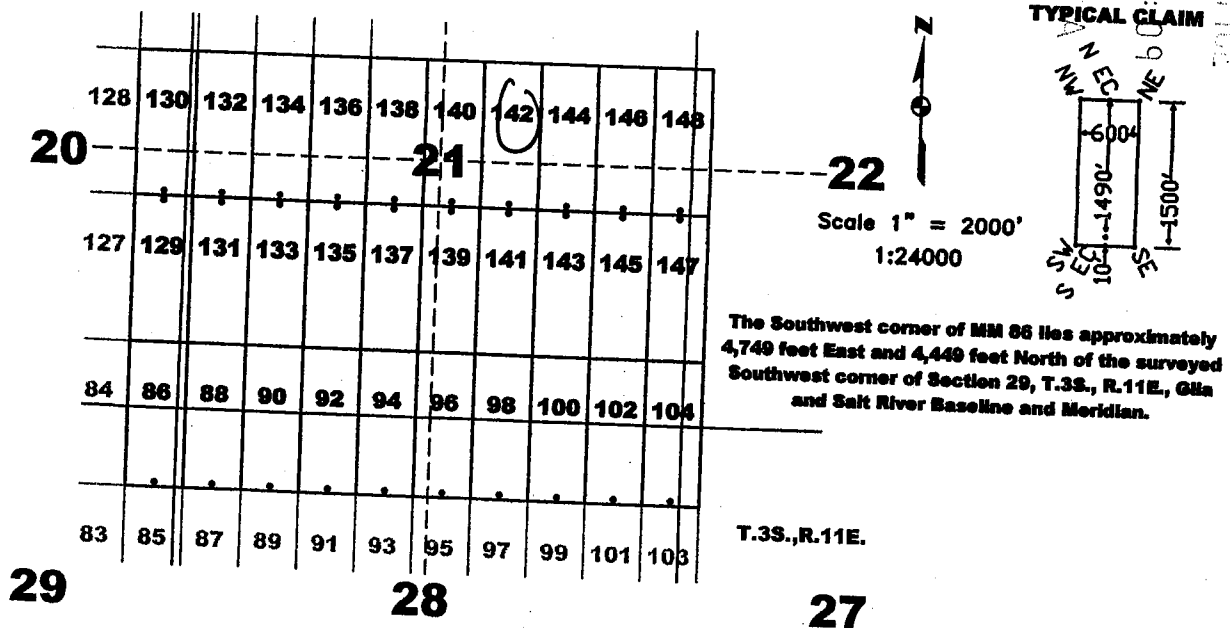 TYPICAL CLAIM
N
NW N EC NE
600'
1490'
1500'
10'
SW S EC SE
128 130 132 134 136 138 140 142 144 146 148
20 21 22
Scale 1" = 2000'
1:24000
127 129 131 133 135 137 139 141 143 145 147
The Southwest corner of MM 86 lies approximately
4,749 feet East and 4,449 feet North of the surveyed
Southwest corner of Section 29, T.3S., R.11E., Gila
and Salt River Baseline and Meridian.
84 86 88 90 92 94 96 98 100 102 104
T.3S.,R.11E.
83 85 87 89 91 93 95 97 99 101 103
29 28 27